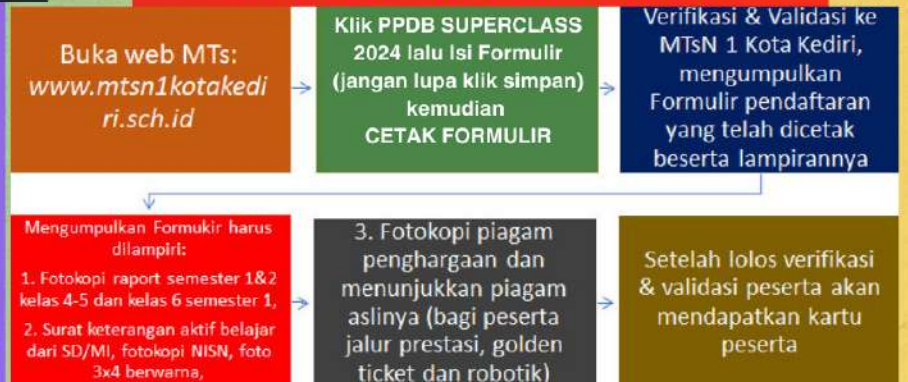 Buka web MTs:
www.mtsn1kotakedi
ri.sch.id
Klik PPDB SUPERCLASS
2024 lalu Isi Formulir
(jangan lupa klik simpan)
kemudian
CETAK FORMULIR
Verifikasi & Validasi ke
MTsN 1 Kota Kediri,
mengumpulkan
Formulir pendaftaran
yang telah dicetak
beserta lampirannya
Mengumpulkan Formukir harus
dilampiri:
1. Fotokopi raport semester 1&2
kelas 4-5 dan kelas 6 semester 1,
2. Surat keterangan aktif belajar
dari SD/MI, fotokopi NISN, foto
3x4 berwarna,
3. Fotokopi piagam
penghargaan dan
menunjukkan piagam
aslinya (bagi peserta
jalur prestasi, golden
ticket dan robotik)
Setelah lolos verifikasi
& validasi peserta akan
mendapatkan kartu
peserta